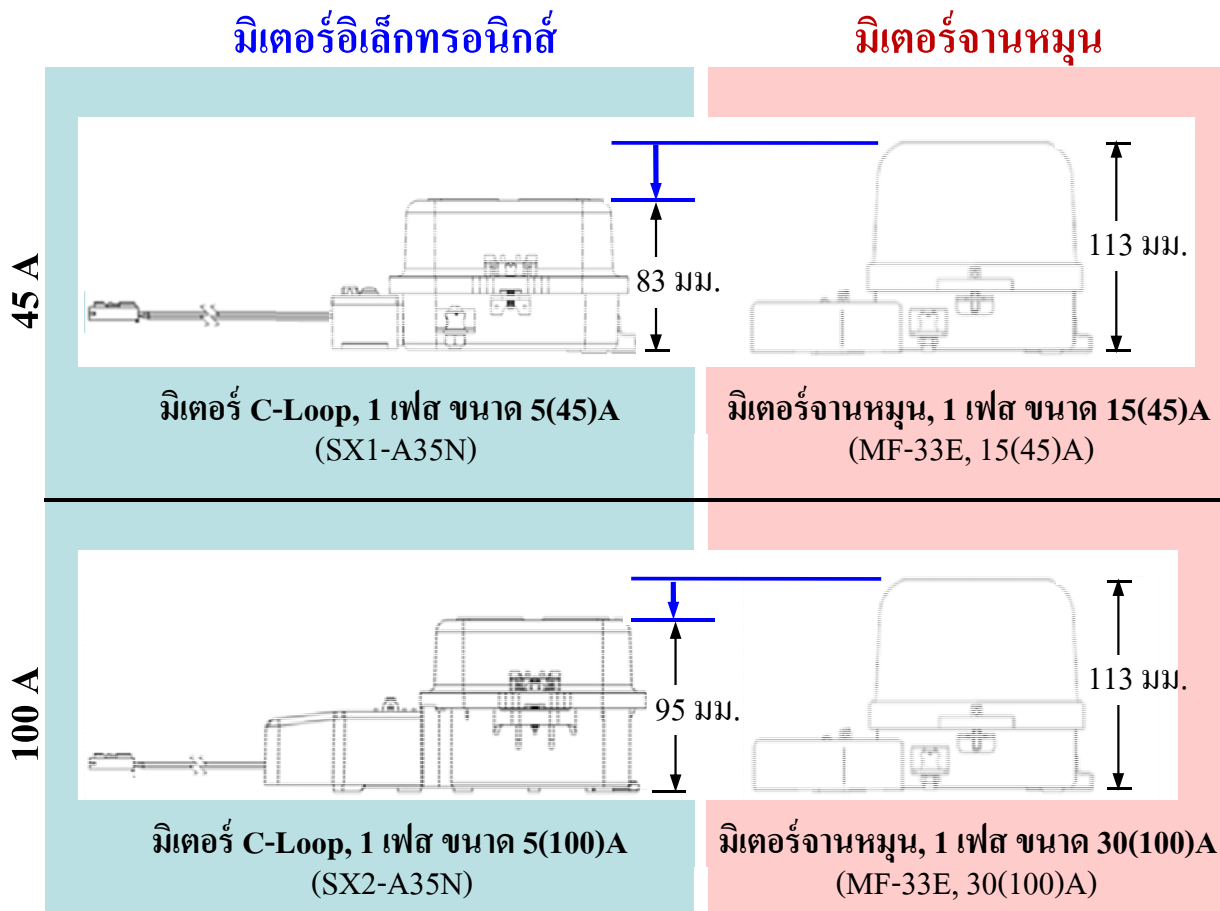 มิเตอร์อิเล็กทรอนิกส์
มิเตอร์จานหมุน
45 A
83 มม.
113 มม.
มิเตอร์ C-Loop, 1 เฟส ขนาด 5(45)A
(SX1-A35N)
มิเตอร์จานหมุน, 1 เฟส ขนาด 15(45)A
(MF-33E, 15(45)A)
100 A
95 มม.
113 มม.
มิเตอร์ C-Loop, 1 เฟส ขนาด 5(100)A
(SX2-A35N)
มิเตอร์จานหมุน, 1 เฟส ขนาด 30(100)A
(MF-33E, 30(100)A)